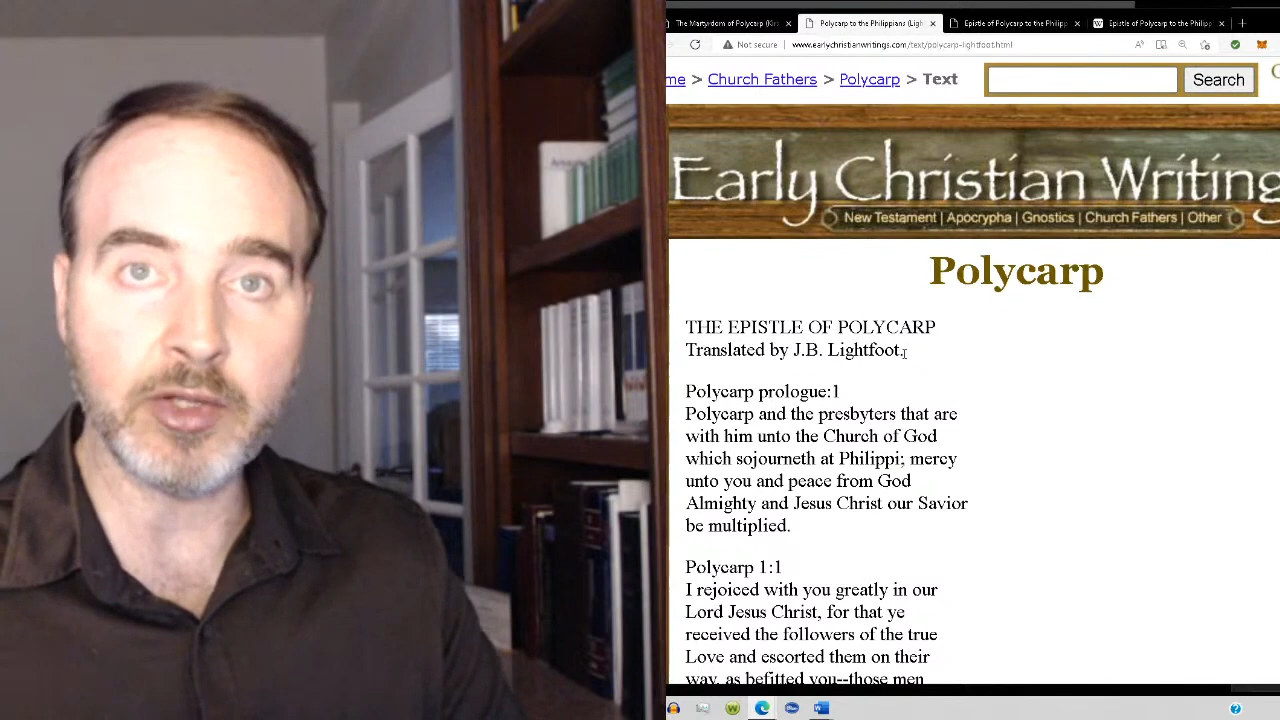 The Martyrdom of Polycarp (Kir
Polycarp to the Philippians (Ligh
Epistle of Polycarp to the Philipp
Epistle of Polycarp to the Philipp
Not secure
www.earlychristianwritings.com/text/polycarp-lightfoot.html
me > Church Fathers > Polycarp > Text
Search
Early Christian Writing
New Testament | Apocrypha | Gnostics | Church Fathers | Other
Polycarp
THE EPISTLE OF POLYCARP
Translated by J.B. Lightfoot.
Polycarp prologue:1
Polycarp and the presbyters that are
with him unto the Church of God
which sojourneth at Philippi; mercy
unto you and peace from God
Almighty and Jesus Christ our Savior
be multiplied.
Polycarp 1:1
I rejoiced with you greatly in our
Lord Jesus Christ, for that ye
received the followers of the true
Love and escorted them on their
way, as befitted you--those men